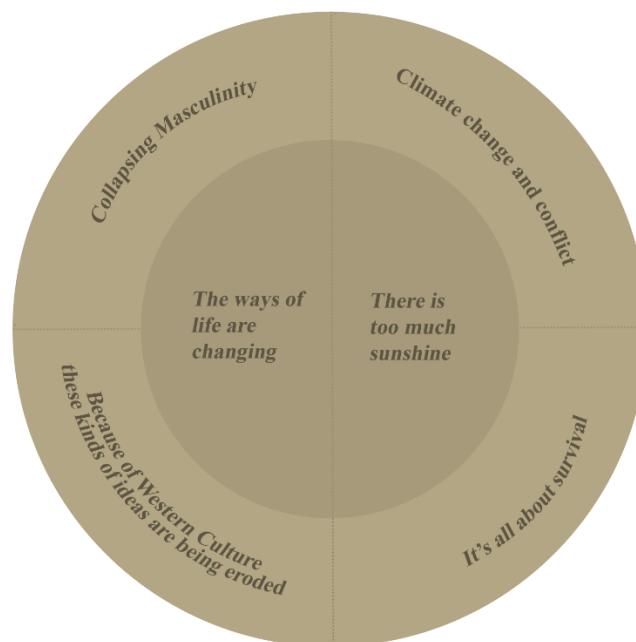 Collapsing Masculinity
Climate change and conflict
The ways of
life are
changing
There is
too much
sunshine
Because of Western Culture
these kinds of ideas are being eroded
It's all about survival